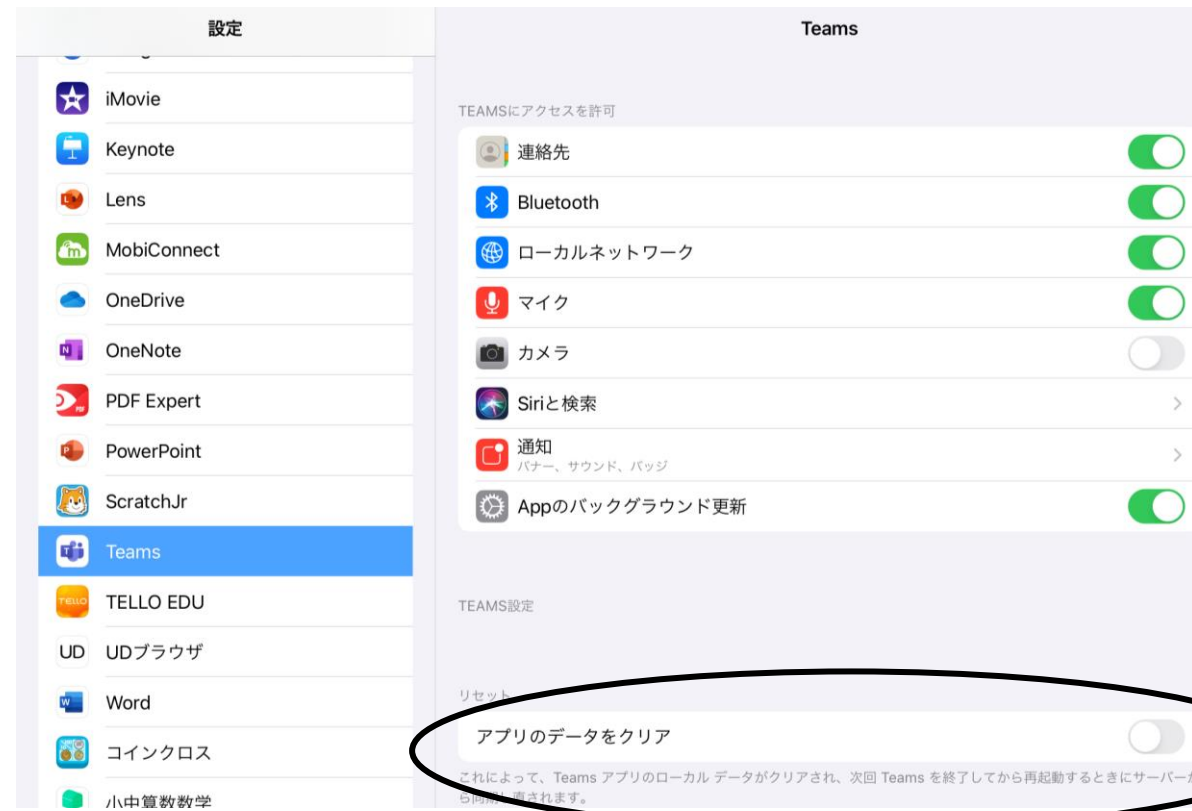 設定
iMovie
Keynote
Lens
MobiConnect
OneDrive
OneNote
PDF Expert
PowerPoint
ScratchJr
Teams
TELLO EDU
UD UDブラウザ
Word
コインクロス
小中算数数学
Teams
TEAMSにアクセスを許可
連絡先
Bluetooth
ローカルネットワーク
マイク
カメラ
Siriと検索
通知
バナー、サウンド、バッジ
Appのバックグラウンド更新
TEAMS設定
リセット
アプリのデータをクリア
これによって、Teams アプリのローカル データがクリアされ、次回 Teams を終了してから再起動するときにサーバーか
ら同期し直されます。